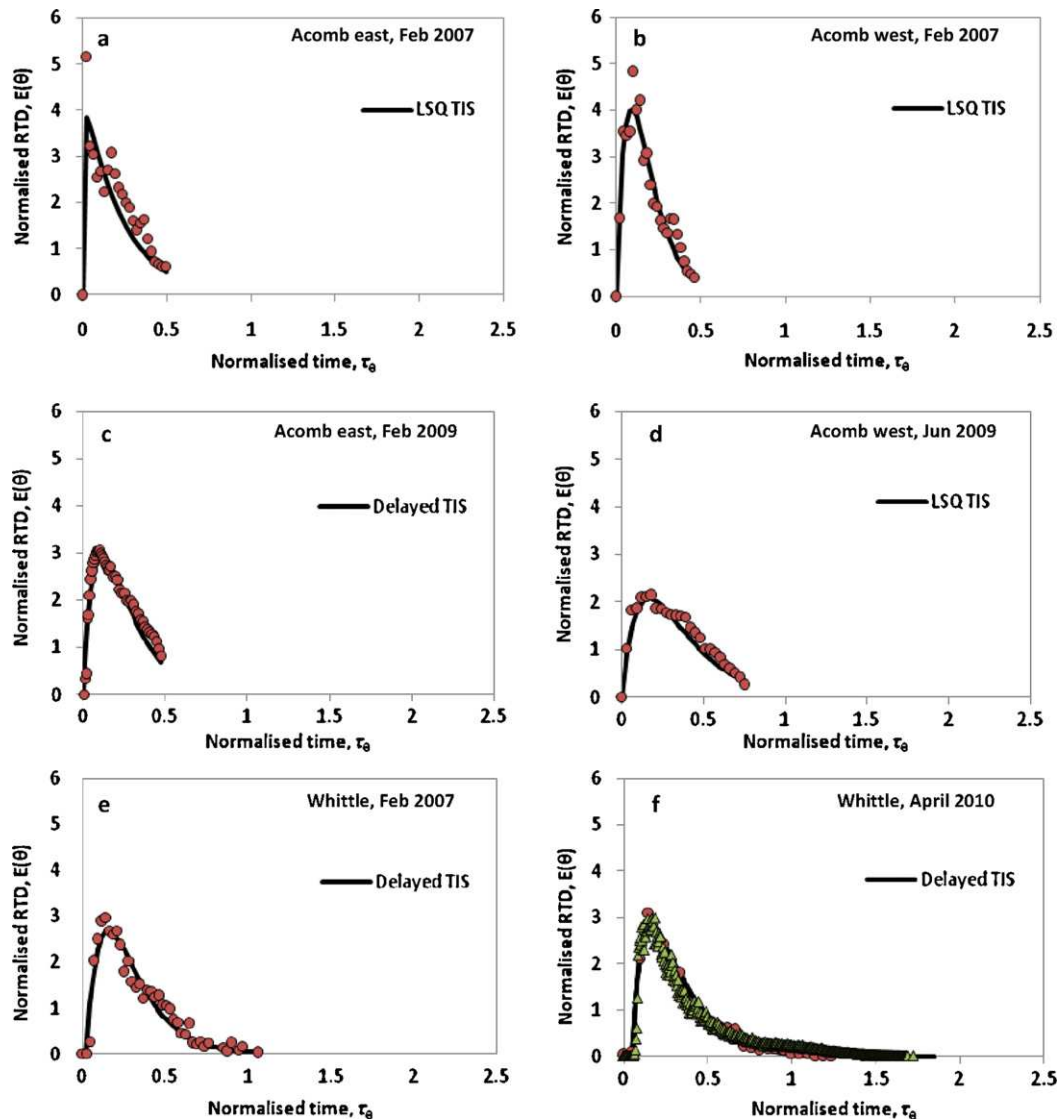 a
Acomb east, Feb 2007
6
5
4
3
2
1
0
LSQ TIS
Normalised RTD, E(θ)
0 0.5 1 1.5 2 2.5
Normalised time, τθ
b
Acomb west, Feb 2007
6
5
4
3
2
1
0
LSQ TIS
Normalised RTD, E(θ)
0 0.5 1 1.5 2 2.5
Normalised time, τθ
c
Acomb east, Feb 2009
6
5
4
3
2
1
0
Delayed TIS
Normalised RTD, E(θ)
0 0.5 1 1.5 2 2.5
Normalised time, τθ
d
Acomb west, Jun 2009
6
5
4
3
2
1
0
LSQ TIS
Normalised RTD, E(θ)
0 0.5 1 1.5 2 2.5
Normalised time, τθ
e
Whittle, Feb 2007
6
5
4
3
2
1
0
Delayed TIS
Normalised RTD, E(θ)
0 0.5 1 1.5 2 2.5
Normalised time, τθ
f
Whittle, April 2010
6
5
4
3
2
1
0
Delayed TIS
Normalised RTD, E(θ)
0 0.5 1 1.5 2 2.5
Normalised time, τθ